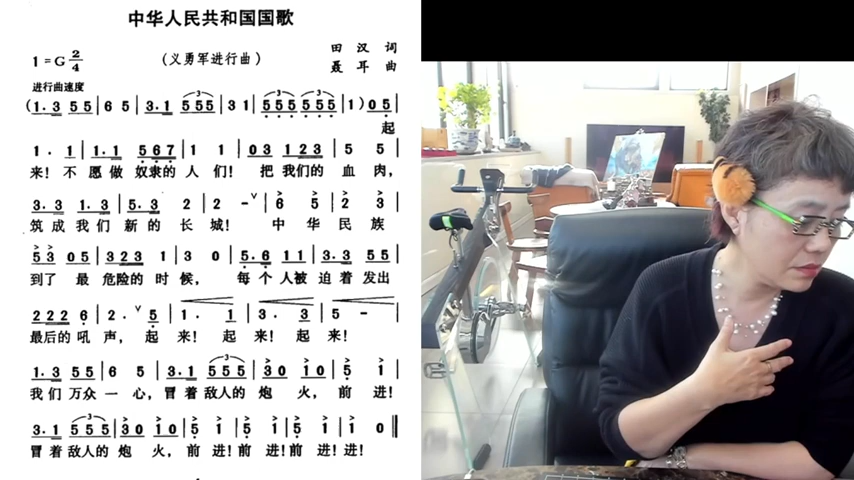 中华人民共和国国歌
1=G 2/4
(义勇军进行曲)
田 汉 词
聂 耳 曲
进行曲速度
(1.3 5 5 | 6 5 | 3.1 555 | 3 1 | 555 555 | 1) 0 5 |
起
1 . 1 | 1.1 567 | 1 1 | 03 123 | 5 5 |
来! 不 愿 做 奴隶的 人 们! 把 我们的 血 肉,
3.3 1.3 | 5.3 2 | 2 - ∨ | 6 5 | 2 3 |
筑 成 我 们 新 的 长 城! 中 华 民 族
53 05 | 323 1 | 3 0 | 5.6 11 | 3.3 55 |
到了 最 危险的 时 候, 每 个 人被 迫 着 发出
222 6 | 2 . ∨ 5 | 1 . 1 | 3 . 3 | 5 - |
最后的 吼 声, 起 来! 起 来! 起 来!
1.3 55 | 6 5 | 3.1 555 | 30 10 | 5 1 |
我 们 万众 一 心, 冒 着 敌人的 炮 火, 前 进!
3.1 555 | 30 10 | 5 1 | 5 1 | 5 1 | 1 0 ‖
冒 着 敌人的 炮 火, 前 进! 前 进! 前 进! 进!